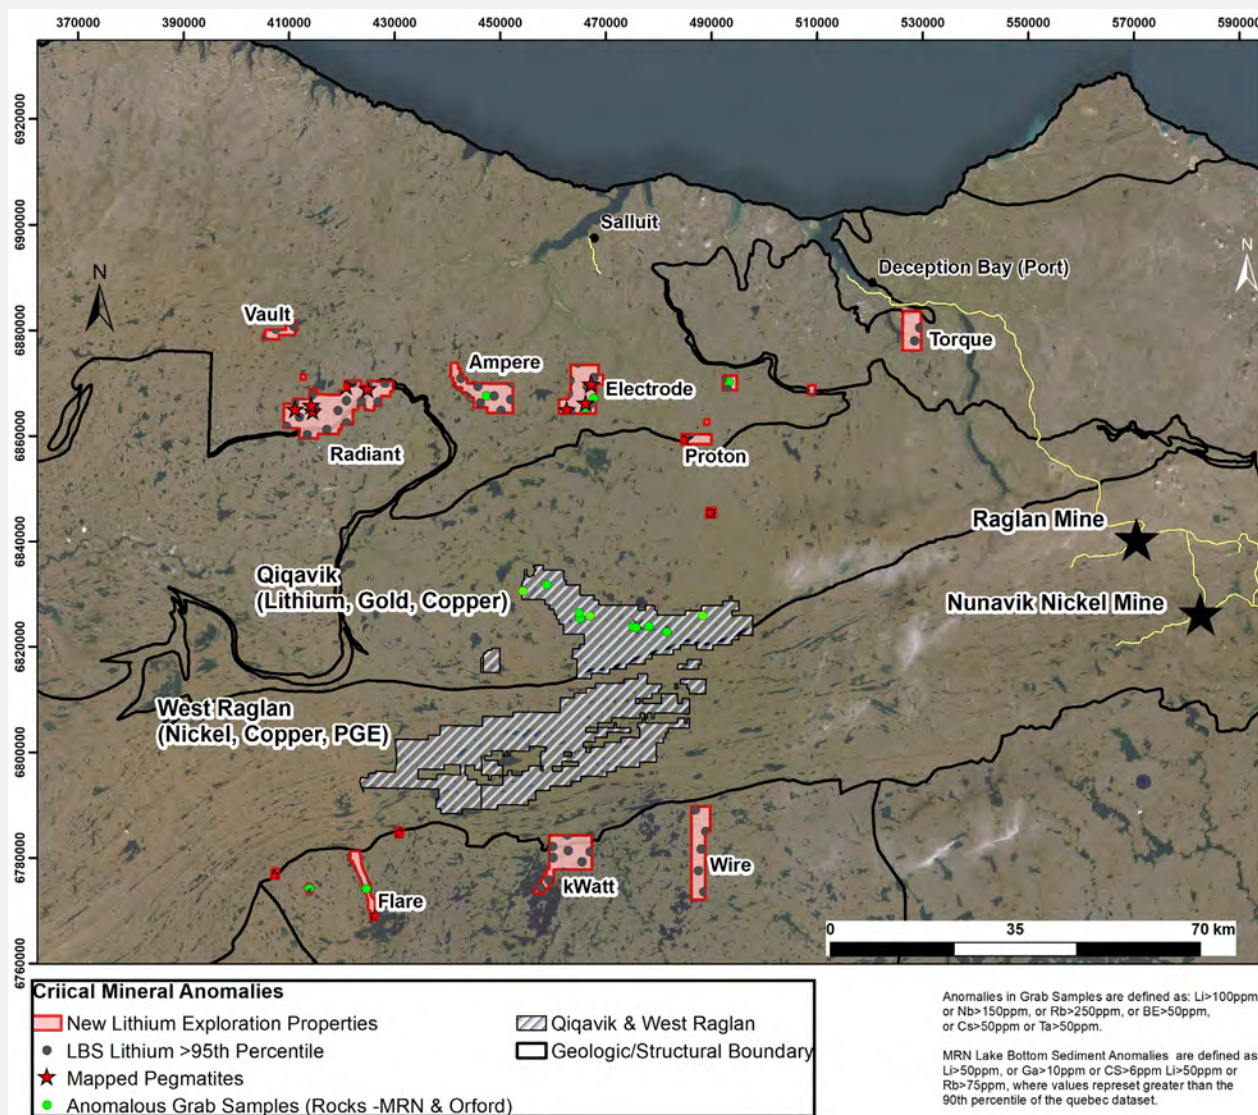 370000 390000 410000 430000 450000 470000 490000 510000 530000 550000 570000 590000
6920000
6900000
6880000
6860000
6840000
6820000
6800000
6780000
6760000
Salluit
N
N
Deception Bay (Port)
Vault
Torque
Ampere
Electrode
Radiant
Proton
Raglan Mine
Qiqavik
(Lithium, Gold, Copper)
Nunavik Nickel Mine
West Raglan
(Nickel, Copper, PGE)
Wire
kWatt
Flare
0 35 70 km
Criical Mineral Anomalies
New Lithium Exploration Properties
LBS Lithium >95th Percentile
Mapped Pegmatites
Anomalous Grab Samples (Rocks -MRN & Orford)
Qiqavik & West Raglan
Geologic/Structural Boundary
Anomalies in Grab Samples are defined as: Li>100ppm
or Nb>150ppm, or Rb>250ppm, or BE>50ppm,
or Cs>50ppm or Ta>50ppm.
MRN Lake Bottom Sediment Anomalies are defined as
Li>50ppm, or Ga>10ppm or CS>6ppm Li>50ppm or
Rb>75ppm, where values represet greater than the
90th percentile of the quebec dataset.